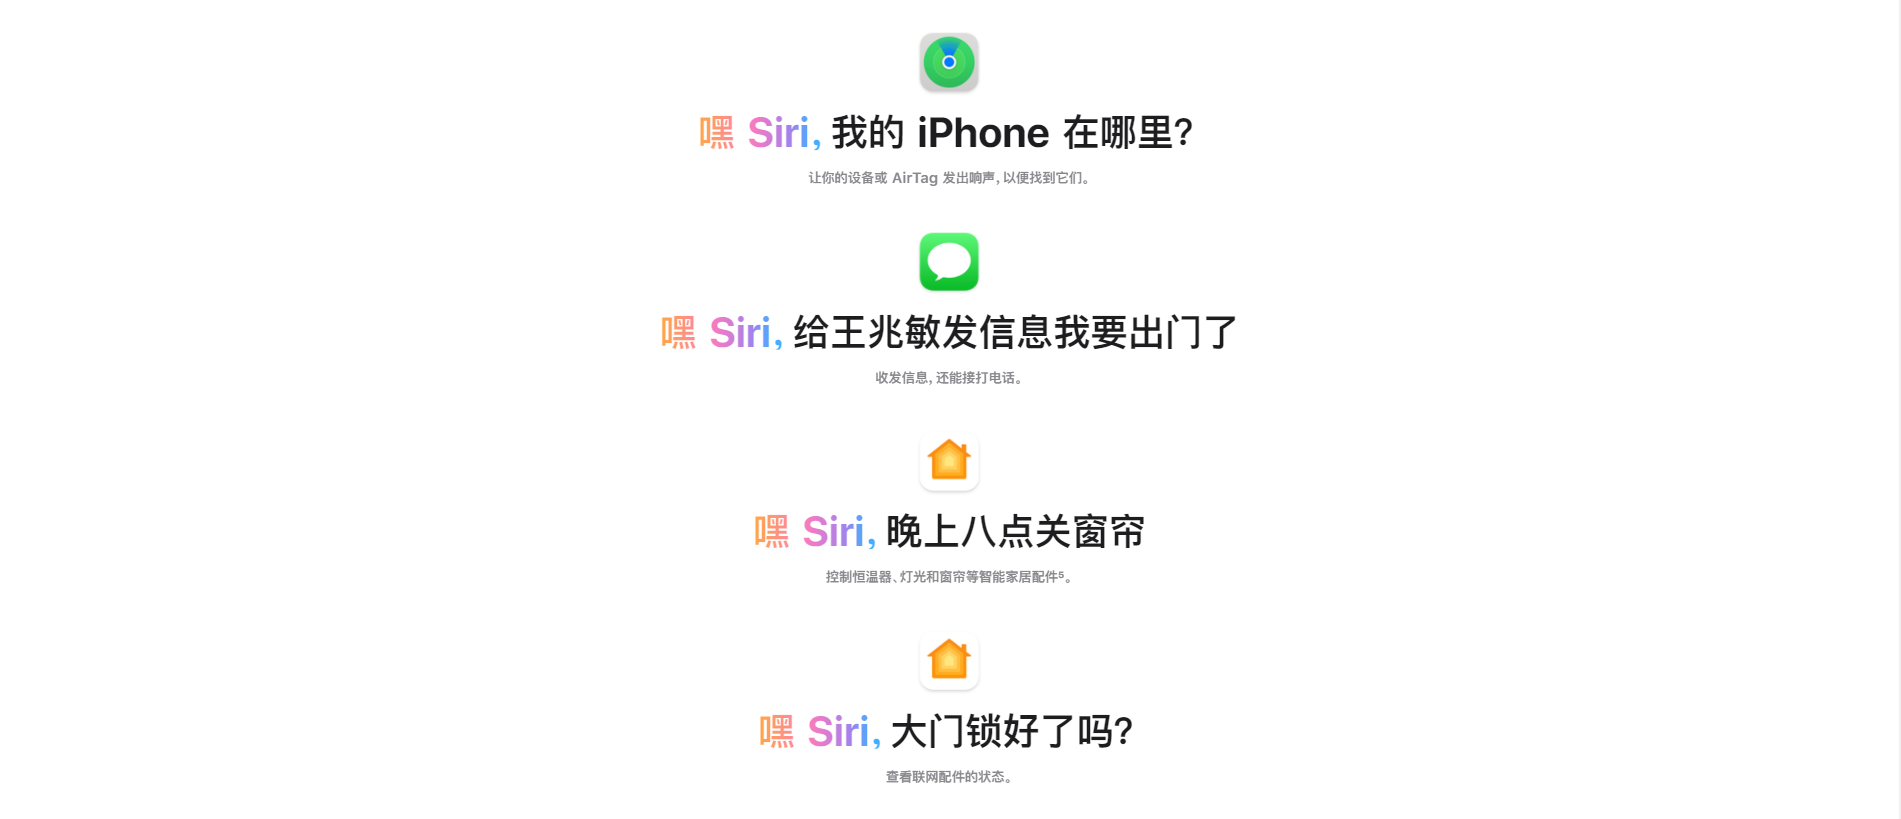 嘿 Siri，我的 iPhone 在哪里？
让你的设备或 AirTag 发出响声，以便找到它们。
嘿 Siri，给王兆敏发信息我要出门了
收发信息，还能接打电话。
嘿 Siri，晚上八点关窗帘
控制恒温器、灯光和窗帘等智能家居配件⁵。
嘿 Siri，大门锁好了吗？
查看联网配件的状态。